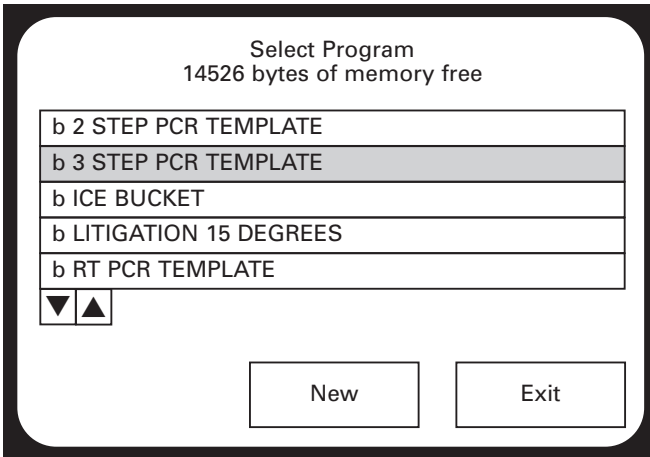 Select Program
14526 bytes of memory free
b 2 STEP PCR TEMPLATE
b 3 STEP PCR TEMPLATE
b ICE BUCKET
b LITIGATION 15 DEGREES
b RT PCR TEMPLATE
New
Exit